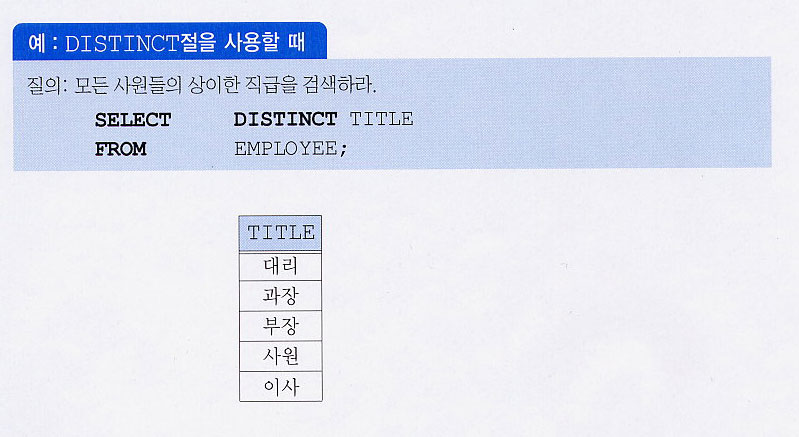 예 : DISTINCT절을 사용할 때
질의: 모든 사원들의 상이한 직급을 검색하라.
SELECT DISTINCT TITLE
FROM EMPLOYEE;
TITLE
대리
과장
부장
사원
이사